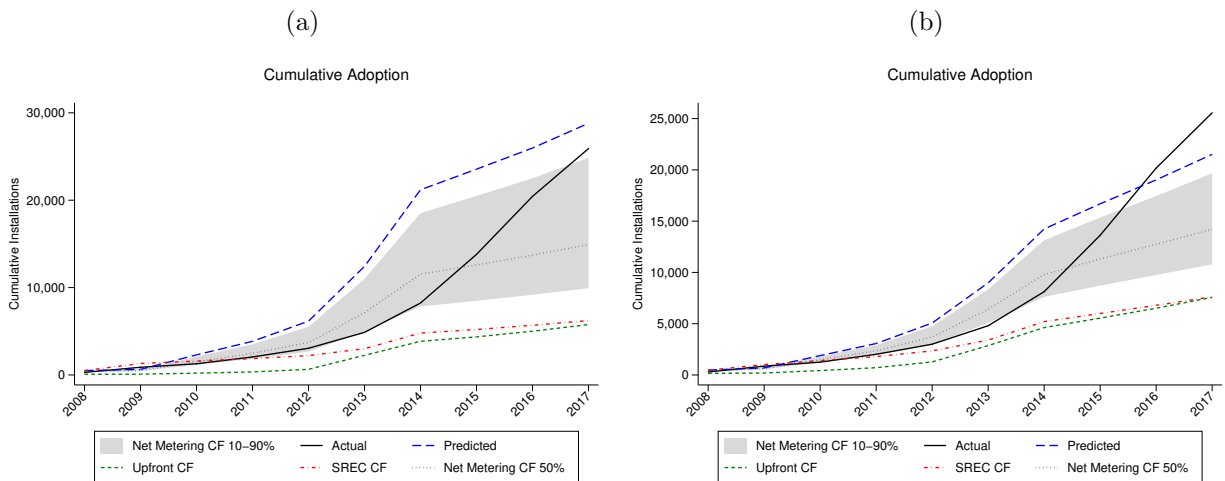 (a)
Cumulative Adoption
Cumulative Installations
30,000
20,000
10,000
0
2008 2009 2010 2011 2012 2013 2014 2015 2016 2017
Net Metering CF 10−90% Actual Predicted
Upfront CF SREC CF Net Metering CF 50%
(b)
Cumulative Adoption
Cumulative Installations
25,000
20,000
15,000
10,000
5,000
0
2008 2009 2010 2011 2012 2013 2014 2015 2016 2017
Net Metering CF 10−90% Actual Predicted
Upfront CF SREC CF Net Metering CF 50%